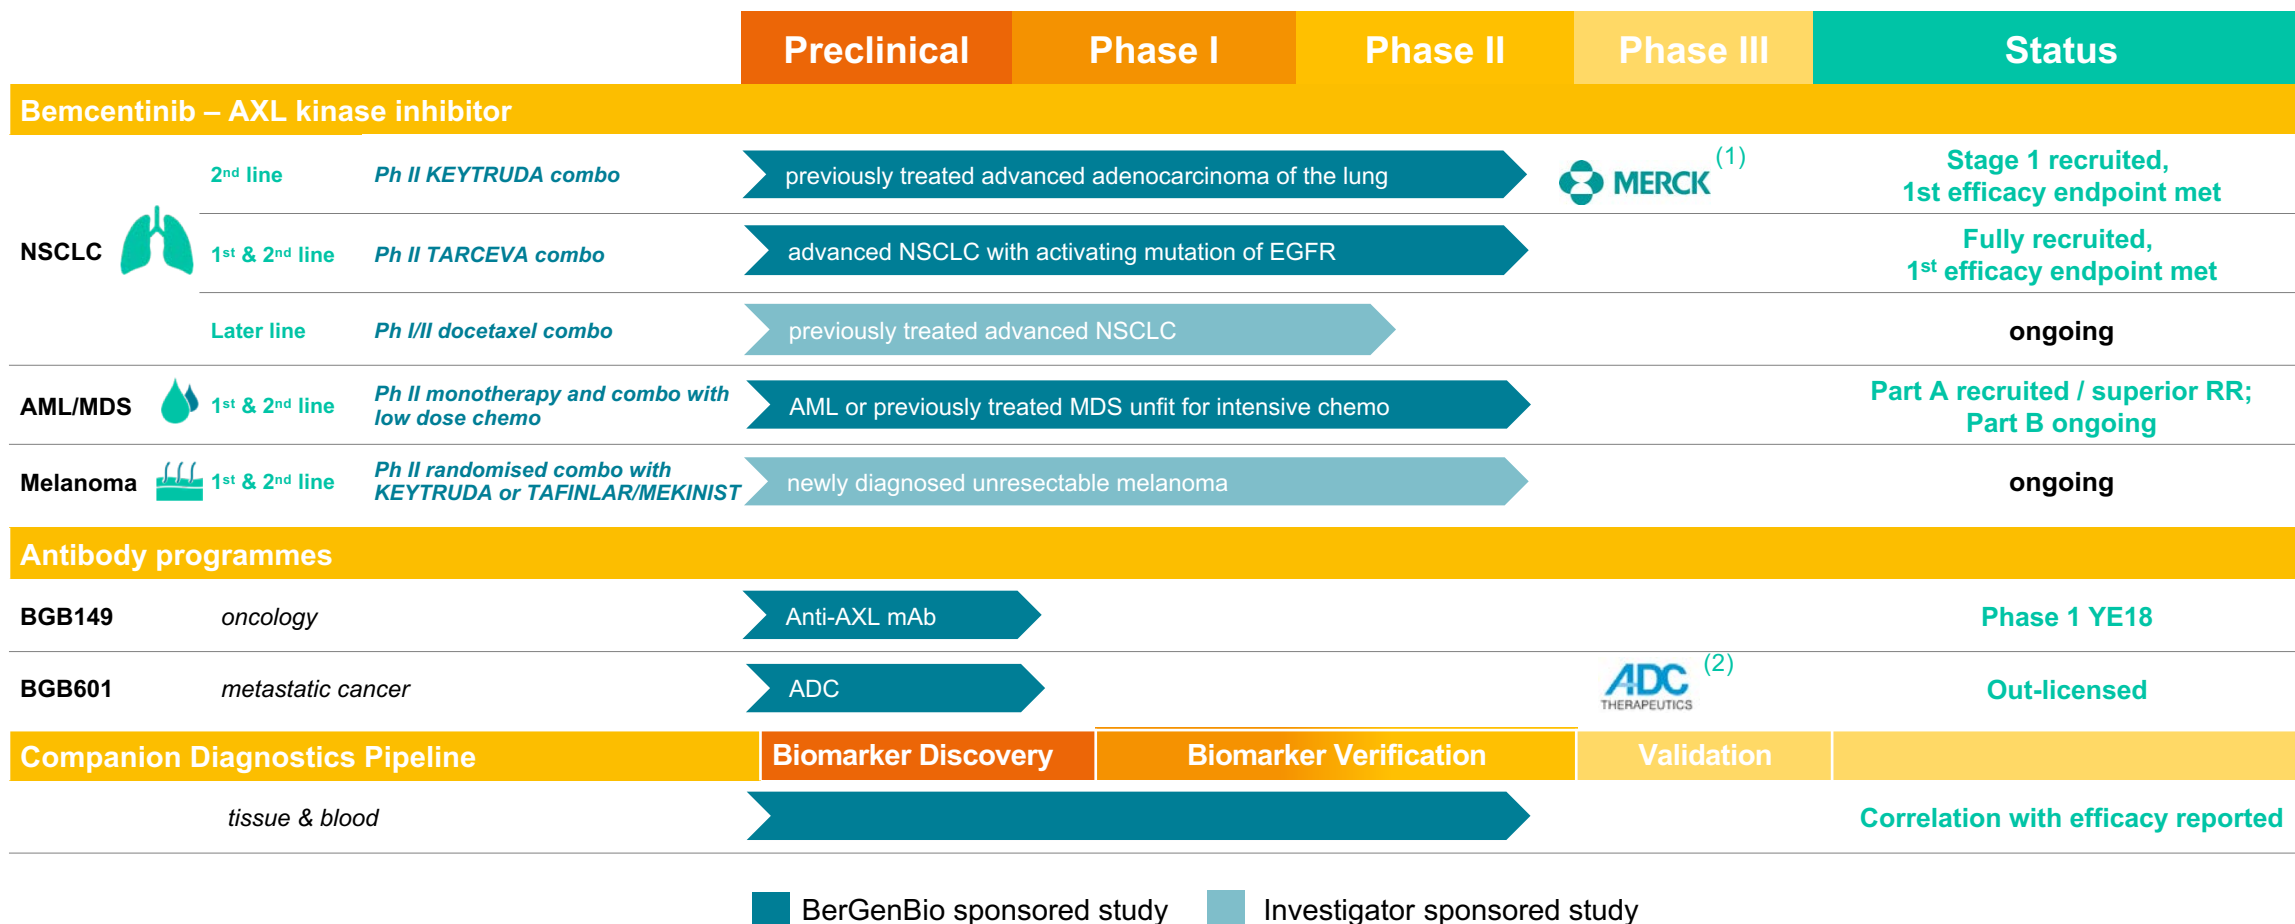 Preclinical Phase I Phase II Phase III Status
Bemcentinib – AXL kinase inhibitor
NSCLC
2nd line Ph II KEYTRUDA combo previously treated advanced adenocarcinoma of the lung MERCK (1) Stage 1 recruited,
1st efficacy endpoint met
1st & 2nd line Ph II TARCEVA combo advanced NSCLC with activating mutation of EGFR Fully recruited,
1st efficacy endpoint met
Later line Ph I/II docetaxel combo previously treated advanced NSCLC ongoing
AML/MDS 1st & 2nd line Ph II monotherapy and combo with
low dose chemo
AML or previously treated MDS unfit for intensive chemo
Part A recruited / superior RR;
Part B ongoing
Melanoma 1st & 2nd line Ph II randomised combo with
KEYTRUDA or TAFINLAR/MEKINIST
newly diagnosed unresectable melanoma
ongoing
Antibody programmes
BGB149 oncology Anti-AXL mAb Phase 1 YE18
BGB601 metastatic cancer ADC ADC (2) Out-licensed
THERAPEUTICS
Companion Diagnostics Pipeline Biomarker Discovery Biomarker Verification Validation
tissue & blood Correlation with efficacy reported
BerGenBio sponsored study Investigator sponsored study